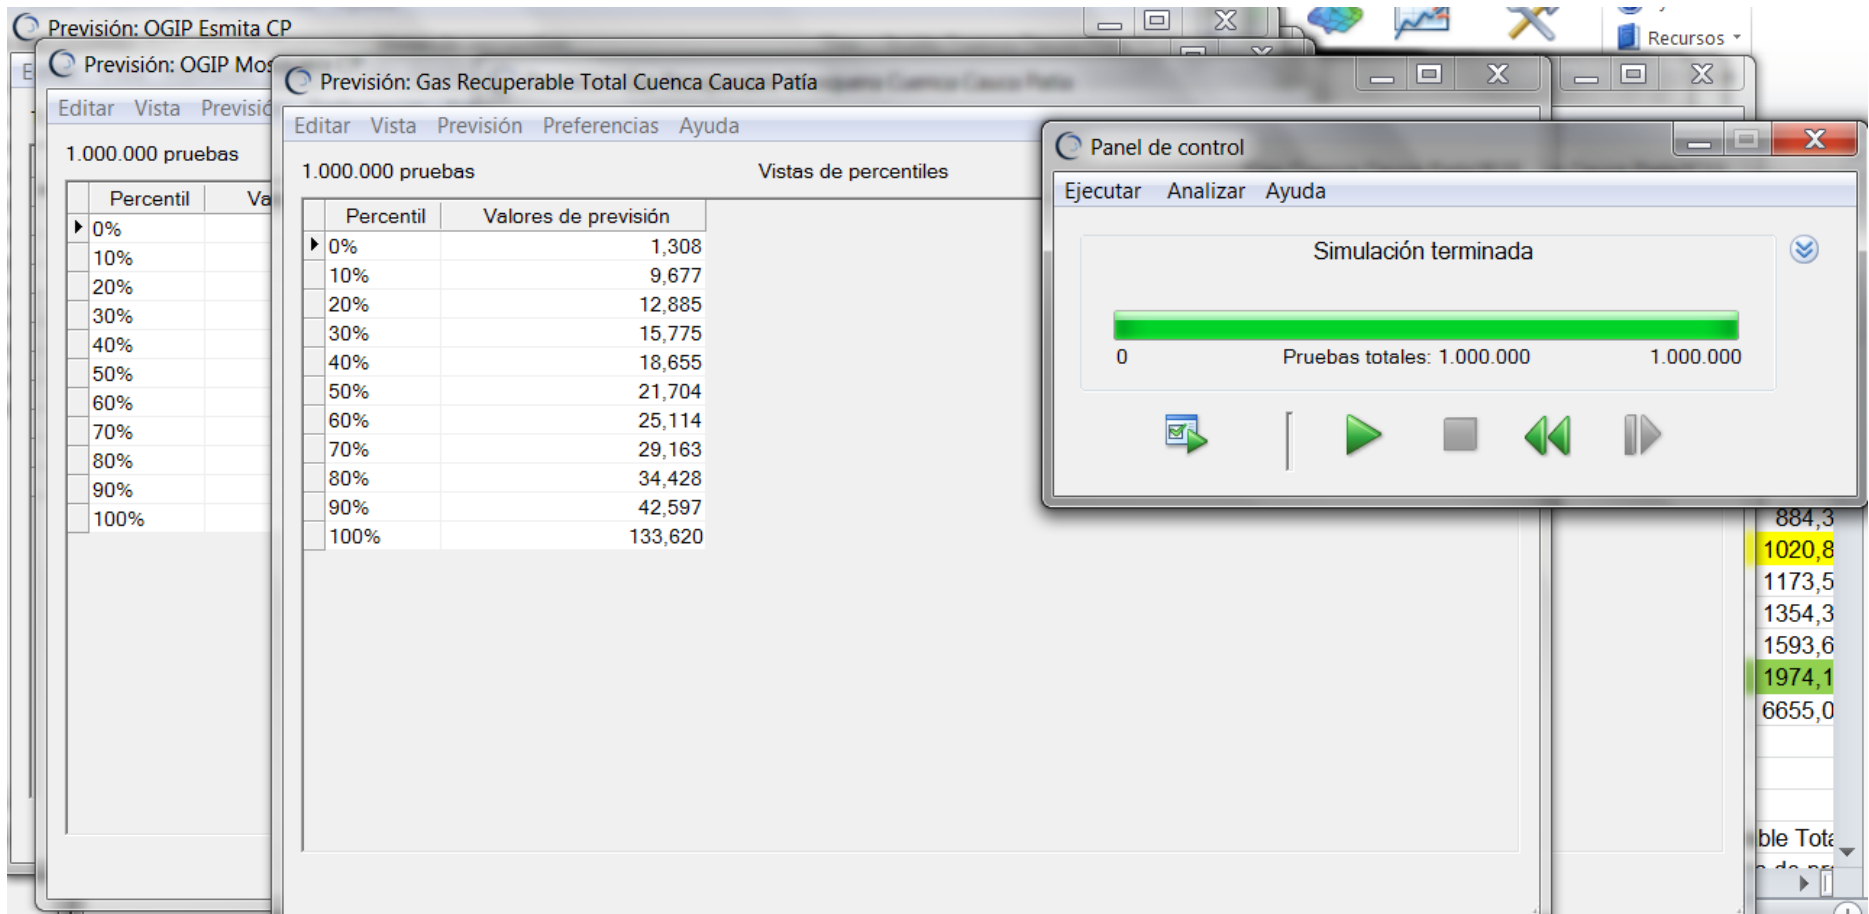 Previsión: OGIP Esmita CP
Recursos
Previsión: OGIP Mos
Previsión: Gas Recuperable Total Cuenca Cauca Patía
Editar Vista
Editar Vista Previsión Preferencias Ayuda
Panel de control
1.000.000 pruebas
1.000.000 pruebas
Vistas de percentiles
Ejecutar Analizar Ayuda
Percentil
0%
10%
20%
30%
40%
50%
60%
70%
80%
90%
100%
Percentil Valores de previsión
0% 1,308
10% 9,677
20% 12,885
30% 15,775
40% 18,655
50% 21,704
60% 25,114
70% 29,163
80% 34,428
90% 42,597
100% 133,620
Simulación terminada
0 Pruebas totales: 1.000.000 1.000.000
884,3
1020,8
1173,5
1354,3
1593,6
1974,1
6655,0
ble Tota